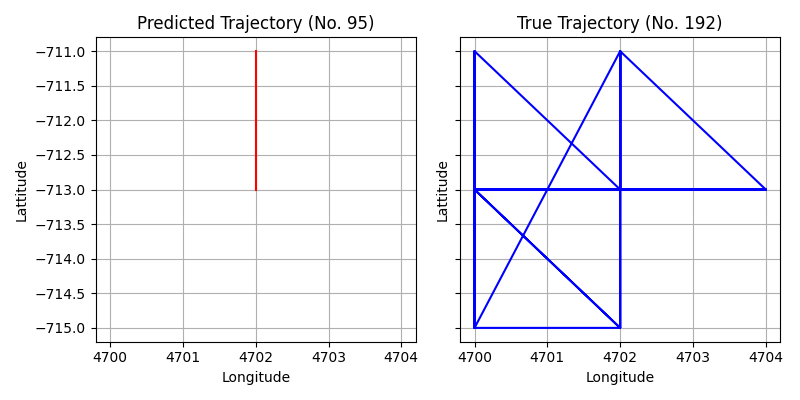 Predicted Trajectory (No. 95)
True Trajectory (No. 192)
−711.0
−711.5
−712.0
−712.5
−713.0
−713.5
−714.0
−714.5
−715.0
Lattitude
Lattitude
4700 4701 4702 4703 4704
4700 4701 4702 4703 4704
Longitude
Longitude